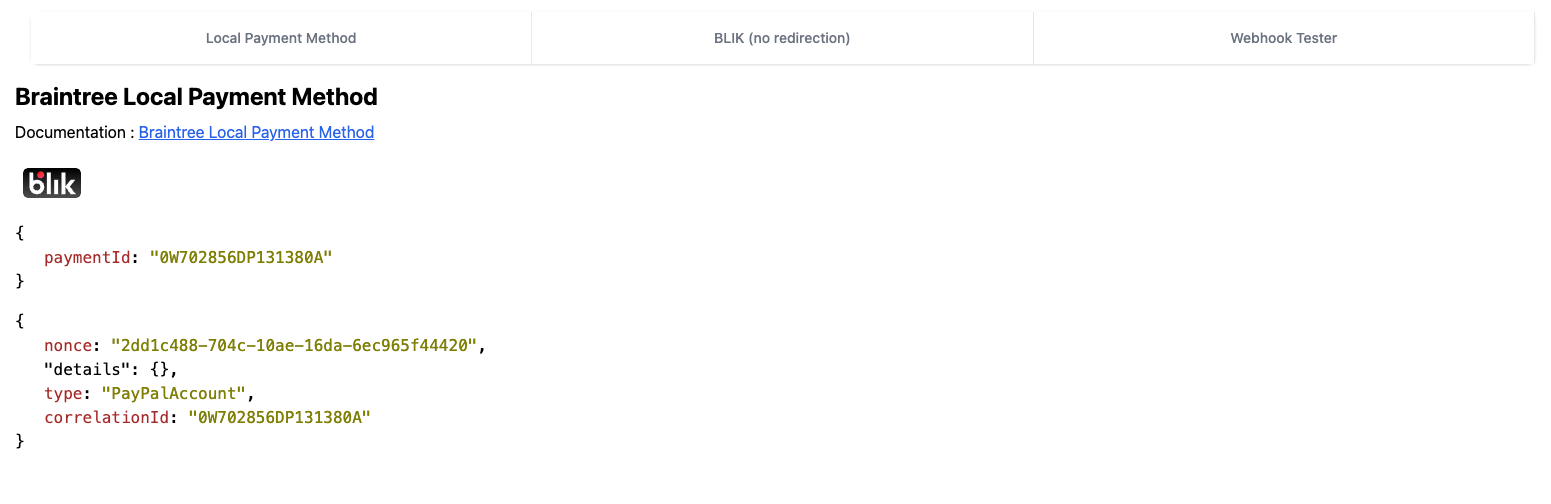 Local Payment Method
BLIK (no redirection)
Webhook Tester
Braintree Local Payment Method
Documentation : Braintree Local Payment Method
blik
{
paymentId: "0W702856DP131380A"
}
{
nonce: "2dd1c488-704c-10ae-16da-6ec965f44420",
"details": {},
type: "PayPalAccount",
correlationId: "0W702856DP131380A"
}